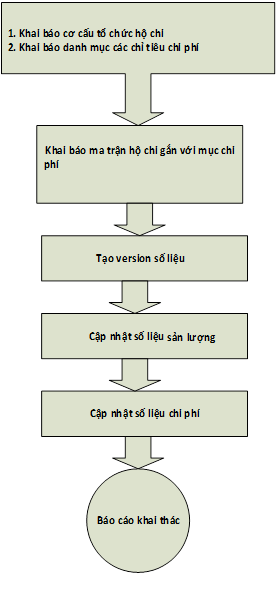 1. Khai báo cơ cấu tổ chức hộ chi
2. Khai báo danh mục các chỉ tiêu chi phí
Khai báo ma trận hộ chi gắn với mục chi
phí
Tạo version số liệu
Cập nhật số liệu sản lượng
Cập nhật số liệu chi phí
Báo cáo khai thác